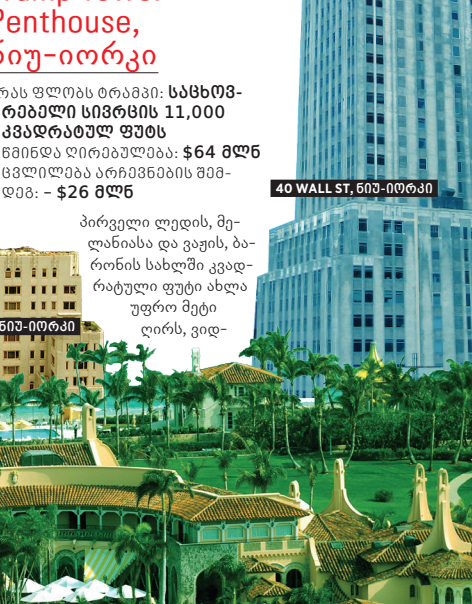 Penthouse,
ნიუ-იორკი
ფლობს ტრამპი: საცხოვ-
რებელი სივრცის 11,000
კვადრატულ ფუტს
წმინდა ღირებულება: $64 მლნ
ცვლილება არჩევნების შემ-
დეგ: – $26 მლნ
პირველი ლედის, მე-
ლანიასა და ვაჟის, ბა-
რონის სახლში კვად-
რატული ფუტი ახლა
უფრო მეტი
ღირს, ვიდ-
40 WALL ST, ნიუ-იორკი
ნიუ-იორკი